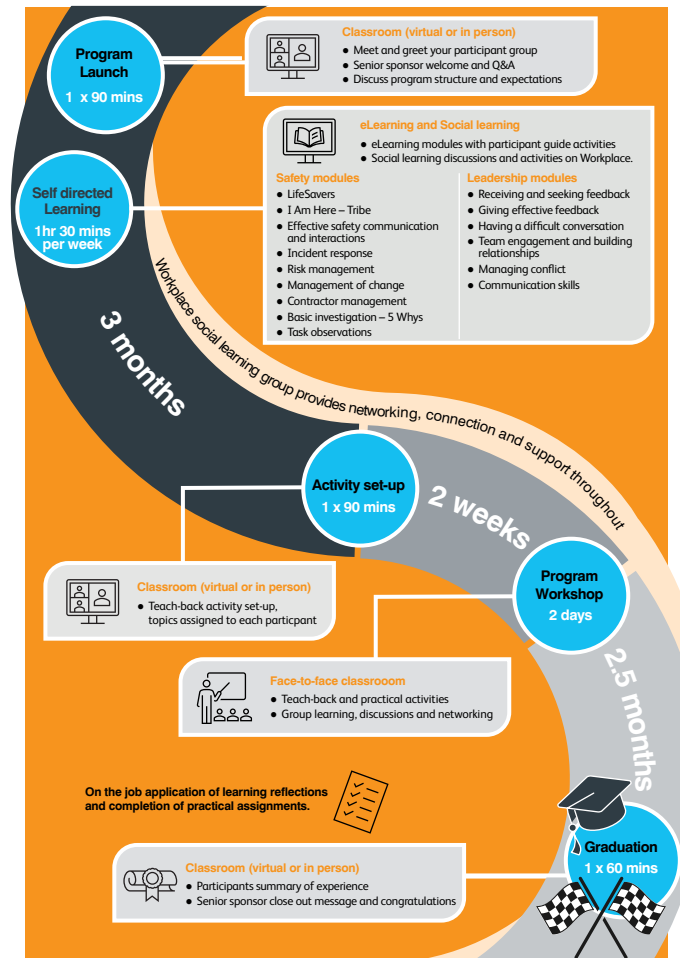 Program
Launch
1 x 90 mins
Classroom (virtual or in person)
● Meet and greet your participant group
● Senior sponsor welcome and Q&A
● Discuss program structure and expectations
Self directed
Learning
1hr 30 mins
per week
eLearning and Social learning
● eLearning modules with participant guide activities
● Social learning discussions and activities on Workplace.
Safety modules
● LifeSavers
● I Am Here – Tribe
● Effective safety communication
and interactions
● Incident response
● Risk management
● Management of change
● Contractor management
● Basic investigation – 5 Whys
● Task observations
Leadership modules
● Receiving and seeking feedback
● Giving effective feedback
● Having a difficult conversation
● Team engagement and building
relationships
● Managing conflict
● Communication skills
3 months
Workplace social learning group provides networking, connection and support throughout
Activity set-up
1 x 90 mins
2 weeks
Classroom (virtual or in person)
● Teach-back activity set-up,
topics assigned to each particpant
Program
Workshop
2 days
2.5 months
Face-to-face classrooom
● Teach-back and practical activities
● Group learning, discussions and networking
On the job application of learning reflections
and completion of practical assignments.
Graduation
1 x 60 mins
Classroom (virtual or in person)
● Participants summary of experience
● Senior sponsor close out message and congratulations